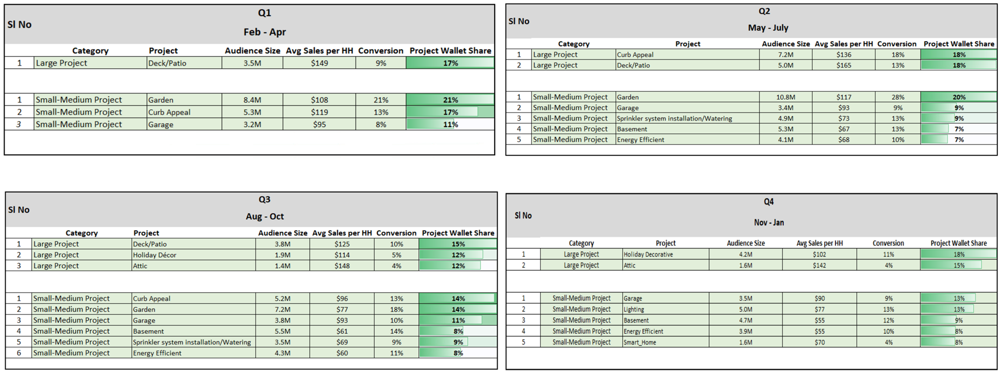 Q1
Sl No
Feb - Apr
Category Project Audience Size Avg Sales per HH Conversion Project Wallet Share
1 Large Project Deck/Patio 3.5M $149 9% 17%
1 Small-Medium Project Garden 8.4M $108 21% 21%
2 Small-Medium Project Curb Appeal 5.3M $119 13% 17%
3 Small-Medium Project Garage 3.2M $95 8% 11%
Q2
Sl No
May - July
Category Project Audience Size Avg Sales per HH Conversion Project Wallet Share
1 Large Project Curb Appeal 7.2M $136 18% 18%
2 Large Project Deck/Patio 5.0M $165 13% 18%
1 Small-Medium Project Garden 10.8M $117 28% 20%
2 Small-Medium Project Garage 3.4M $93 9% 9%
3 Small-Medium Project Sprinkler system installation/Watering 4.9M $73 13% 9%
4 Small-Medium Project Basement 5.3M $67 13% 7%
5 Small-Medium Project Energy Efficient 4.1M $68 10% 7%
Q3
Sl No
Aug - Oct
Category Project Audience Size Avg Sales per HH Conversion Project Wallet Share
1 Large Project Deck/Patio 3.8M $125 10% 15%
2 Large Project Holiday Décor 1.9M $114 5% 12%
3 Large Project Attic 1.4M $148 4% 12%
1 Small-Medium Project Curb Appeal 5.2M $96 13% 14%
2 Small-Medium Project Garden 7.2M $77 18% 14%
3 Small-Medium Project Garage 3.8M $93 10% 11%
4 Small-Medium Project Basement 5.5M $61 14% 8%
5 Small-Medium Project Sprinkler system installation/Watering 3.5M $69 9% 9%
6 Small-Medium Project Energy Efficient 4.3M $60 11% 8%
Q4
Sl No
Nov - Jan
Category Project Audience Size Avg Sales per HH Conversion Project Wallet Share
1 Large Project Holiday Decorative 4.2M $102 11% 18%
2 Large Project Attic 1.6M $142 4% 15%
1 Small-Medium Project Garage 3.5M $90 9% 13%
2 Small-Medium Project Lighting 5.0M $77 13% 13%
3 Small-Medium Project Basement 4.7M $55 12% 9%
4 Small-Medium Project Energy Efficient 3.9M $55 10% 8%
5 Small-Medium Project Smart_Home 1.6M $70 4% 8%